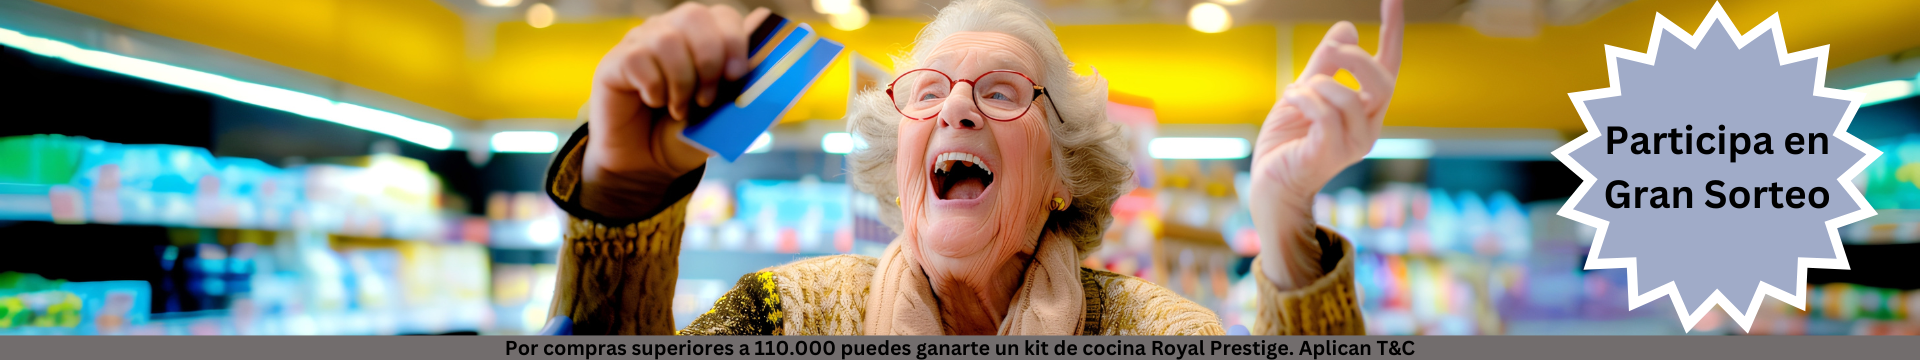 Participa en
Gran Sorteo
Por compras superiores a 110.000 puedes ganarte un kit de cocina Royal Prestige. Aplican T&C